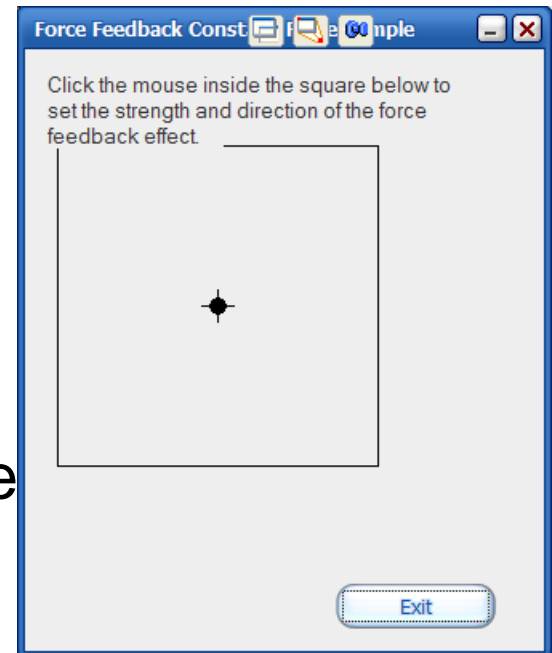 Force Feedback Const e mple
Click the mouse inside the square below to
set the strength and direction of the force
feedback effect.
e
Exit